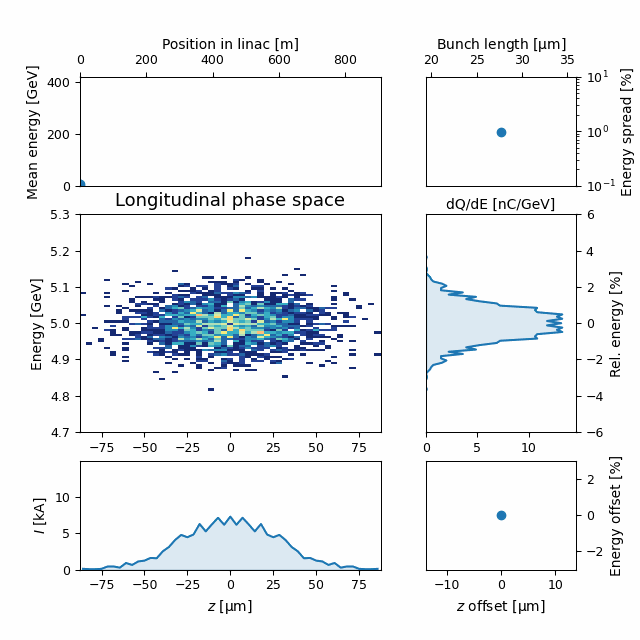 Position in linac [m]
0 200 400 600 800
Mean energy [GeV]
400
200
0
Bunch length [μm]
20 25 30 35
Energy spread [%]
10^1
10^0
10^-1
Longitudinal phase space
Energy [GeV]
5.3
5.2
5.1
5.0
4.9
4.8
4.7
−75 −50 −25 0 25 50 75
dQ/dE [nC/GeV]
Rel. energy [%]
6
4
2
0
−2
−4
−6
0 5 10
I [kA]
10
5
0
−75 −50 −25 0 25 50 75
z [μm]
Energy offset [%]
2
0
−2
−10 0 10
z offset [μm]